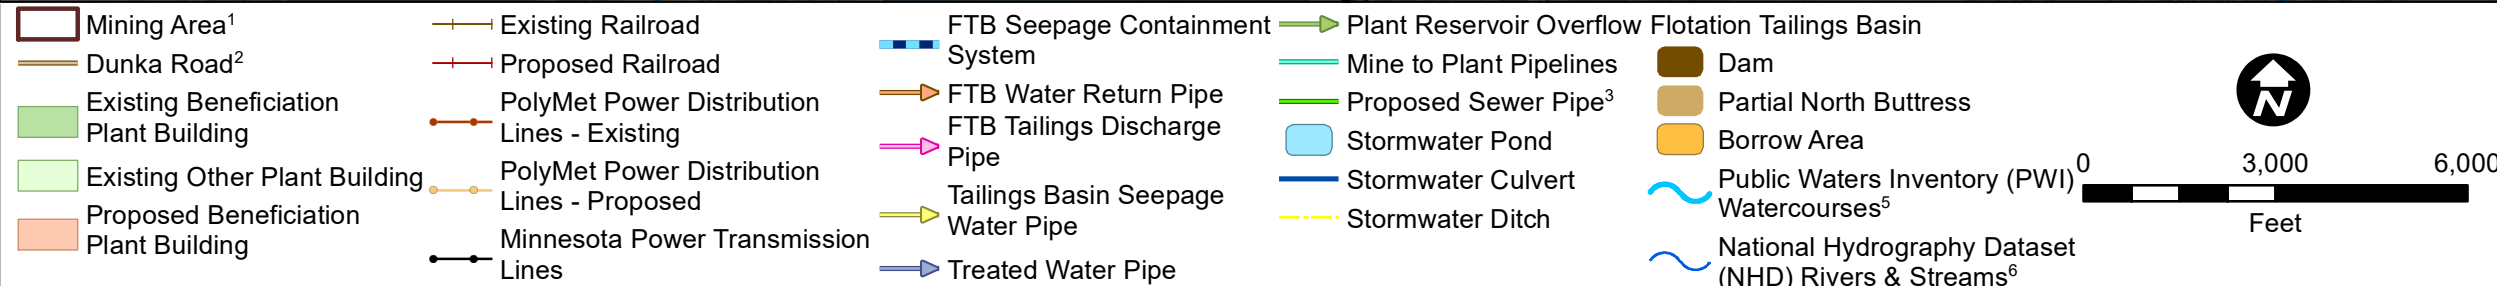 Mining Area1
Dunka Road2
Existing Beneficiation
Plant Building
Existing Other Plant Building
Proposed Beneficiation
Plant Building
Existing Railroad
Proposed Railroad
PolyMet Power Distribution
Lines - Existing
PolyMet Power Distribution
Lines - Proposed
Minnesota Power Transmission
Lines
FTB Seepage Containment
System
FTB Water Return Pipe
FTB Tailings Discharge
Pipe
Tailings Basin Seepage
Water Pipe
Treated Water Pipe
Plant Reservoir Overflow
Mine to Plant Pipelines
Proposed Sewer Pipe3
Stormwater Pond
Stormwater Culvert
Stormwater Ditch
Flotation Tailings Basin
Dam
Partial North Buttress
Borrow Area
Public Waters Inventory (PWI)
Watercourses5
National Hydrography Dataset
(NHD) Rivers & Streams6
N
0 3,000 6,000
Feet